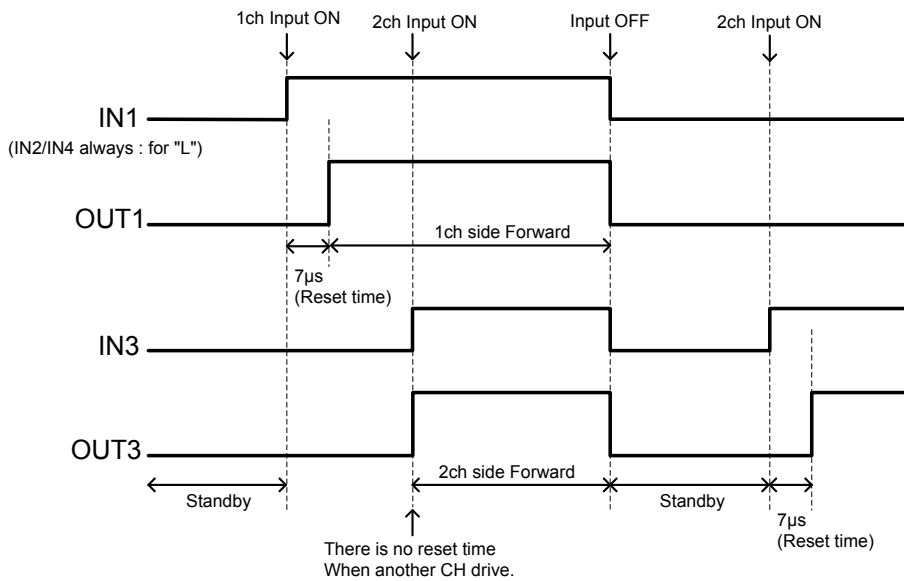 1ch Input ON
2ch Input ON
Input OFF
2ch Input ON
IN1
(IN2/IN4 always : for "L")
OUT1
1ch side Forward
7µs
(Reset time)
IN3
OUT3
2ch side Forward
Standby
Standby
7µs
(Reset time)
There is no reset time
When another CH drive.